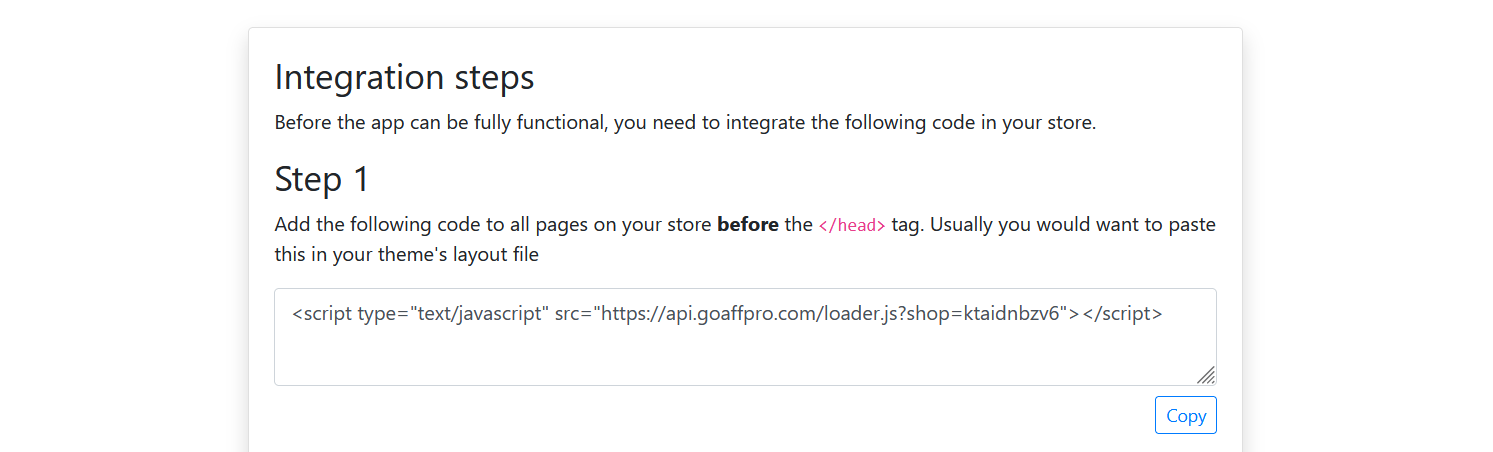 Integration steps
Before the app can be fully functional, you need to integrate the following code in your store.
Step 1
Add the following code to all pages on your store before the </head> tag. Usually you would want to paste
this in your theme's layout file
<script type="text/javascript" src="https://api.goaffpro.com/loader.js?shop=ktaidnbzv6"></script>
Copy